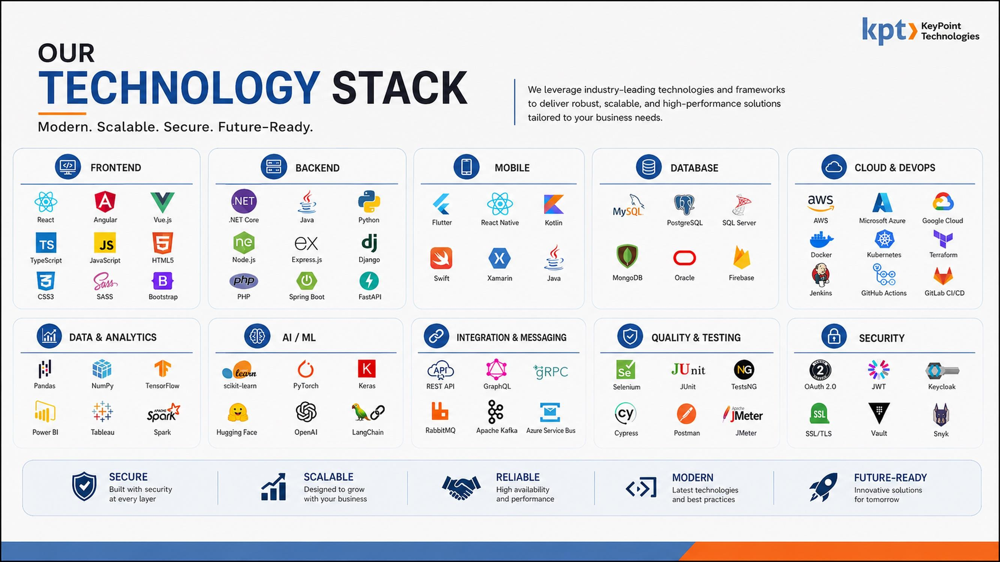 kpt
KeyPoint
Technologies
OUR
TECHNOLOGY STACK
Modern. Scalable. Secure. Future-Ready.
We leverage industry-leading technologies and frameworks
to deliver robust, scalable, and high-performance solutions
tailored to your business needs.
FRONTEND
React
Angular
Vue.js
TS
JS
5
TypeScript
JavaScript
HTML5
3
Sass
B
CSS3
SASS
Bootstrap
BACKEND
.NET
.NET Core
Java
Python
ne
ex
dj
Node.js
Express.js
Django
php
PHP
Spring Boot
FastAPI
MOBILE
Flutter
React Native
Kotlin
X
Swift
Xamarin
Java
DATABASE
MySQL
PostgreSQL
SQL Server
MongoDB
Oracle
Firebase
CLOUD & DEVOPS
aws
A
AWS
Microsoft Azure
Google Cloud
Docker
Kubernetes
Terraform
Jenkins
GitHub Actions
GitLab CI/CD
DATA & ANALYTICS
Pandas
NumPy
TensorFlow
APACHE
Spark
Power BI
Tableau
Spark
AI / ML
learn
K
scikit-learn
PyTorch
Keras
Hugging Face
OpenAI
LangChain
INTEGRATION & MESSAGING
API
gRPC
REST API
GraphQL
RabbitMQ
Apache Kafka
Azure Service Bus
QUALITY & TESTING
Se
JUnit
NG
Selenium
JUnit
TestsNG
cy
Apache
JMeter
Cypress
Postman
JMeter
SECURITY
2
OAuth 2.0
JWT
Keycloak
SSL
SSL/TLS
Vault
Snyk
SECURE
Built with security
at every layer
SCALABLE
Designed to grow
with your business
RELIABLE
High availability
and performance
MODERN
Latest technologies
and best practices
FUTURE-READY
Innovative solutions
for tomorrow